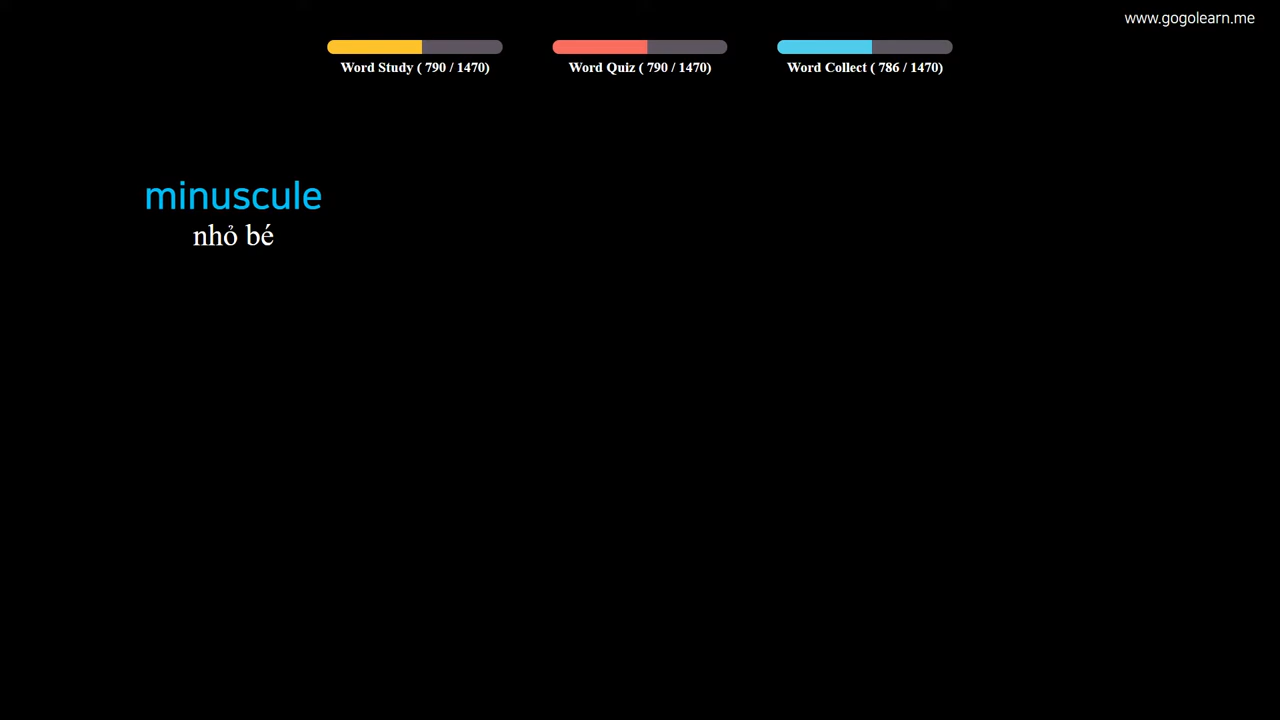 www.gogolearn.me
Word Study ( 790 / 1470)
Word Quiz ( 790 / 1470)
Word Collect ( 786 / 1470)
minuscule
nhỏ bé